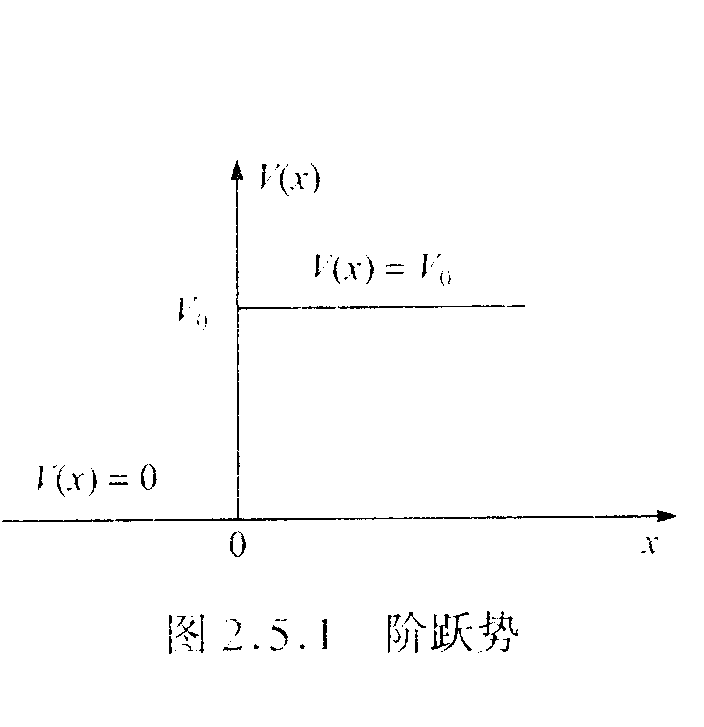 V(x)
V(x) = V₀
V₀
V(x) = 0
0
x
图 2.5.1 阶跃势